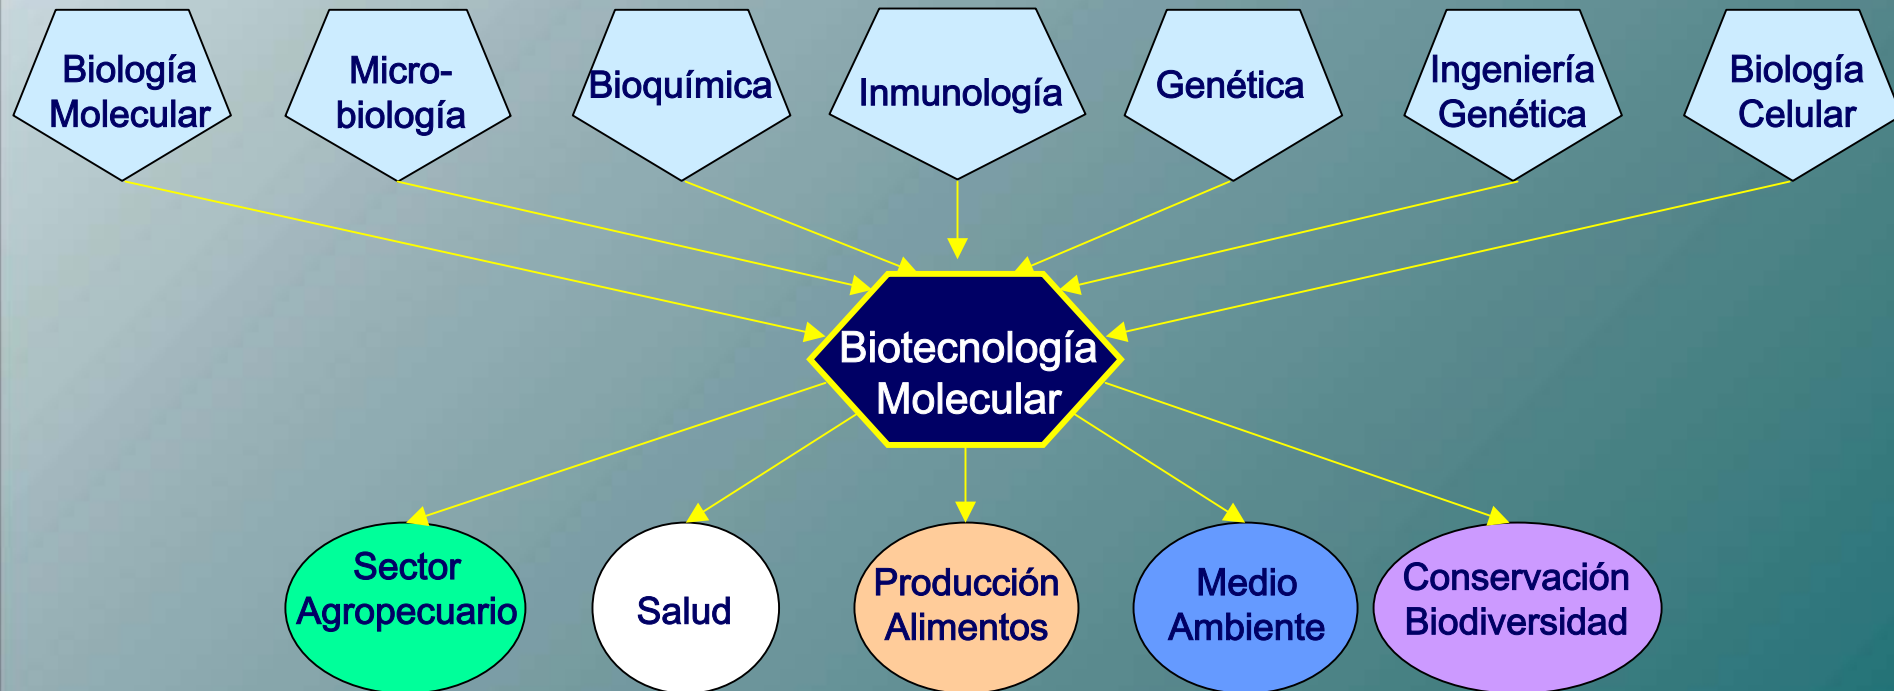 Biología
Molecular
Micro-
biología
Bioquímica
Inmunología
Genética
Ingeniería
Genética
Biología
Celular
Biotecnología
Molecular
Sector
Agropecuario
Salud
Producción
Alimentos
Medio
Ambiente
Conservación
Biodiversidad